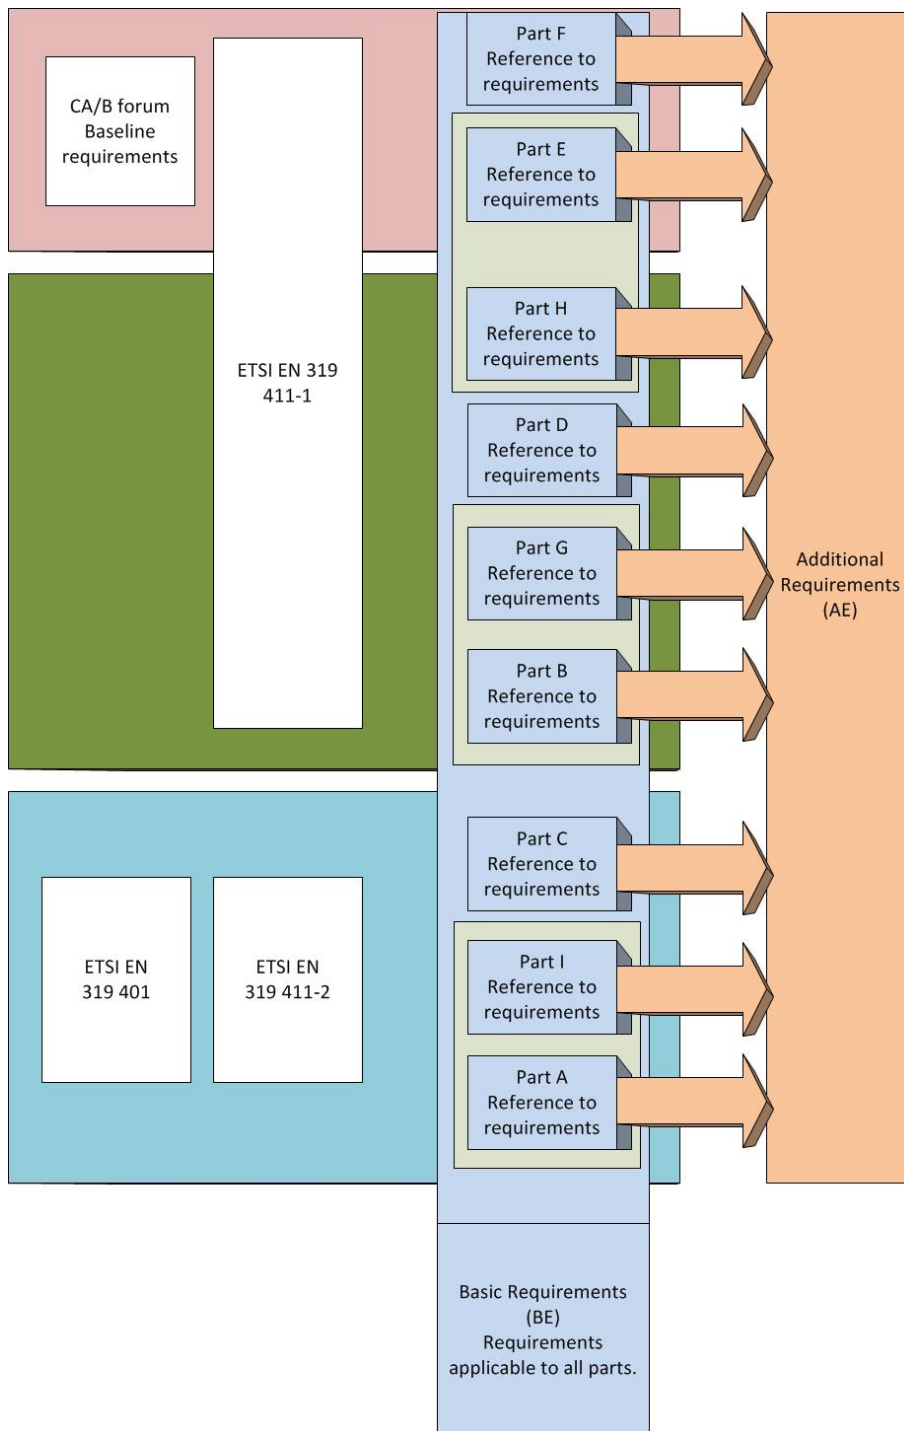 CA/B forum
Baseline
requirements
ETSI EN 319
411-1
Part F
Reference to
requirements
Part E
Reference to
requirements
Part H
Reference to
requirements
Part D
Reference to
requirements
Part G
Reference to
requirements
Part B
Reference to
requirements
Additional
Requirements
(AE)
ETSI EN
319 401
ETSI EN
319 411-2
Part C
Reference to
requirements
Part I
Reference to
requirements
Part A
Reference to
requirements
Basic Requirements
(BE)
Requirements
applicable to all parts.